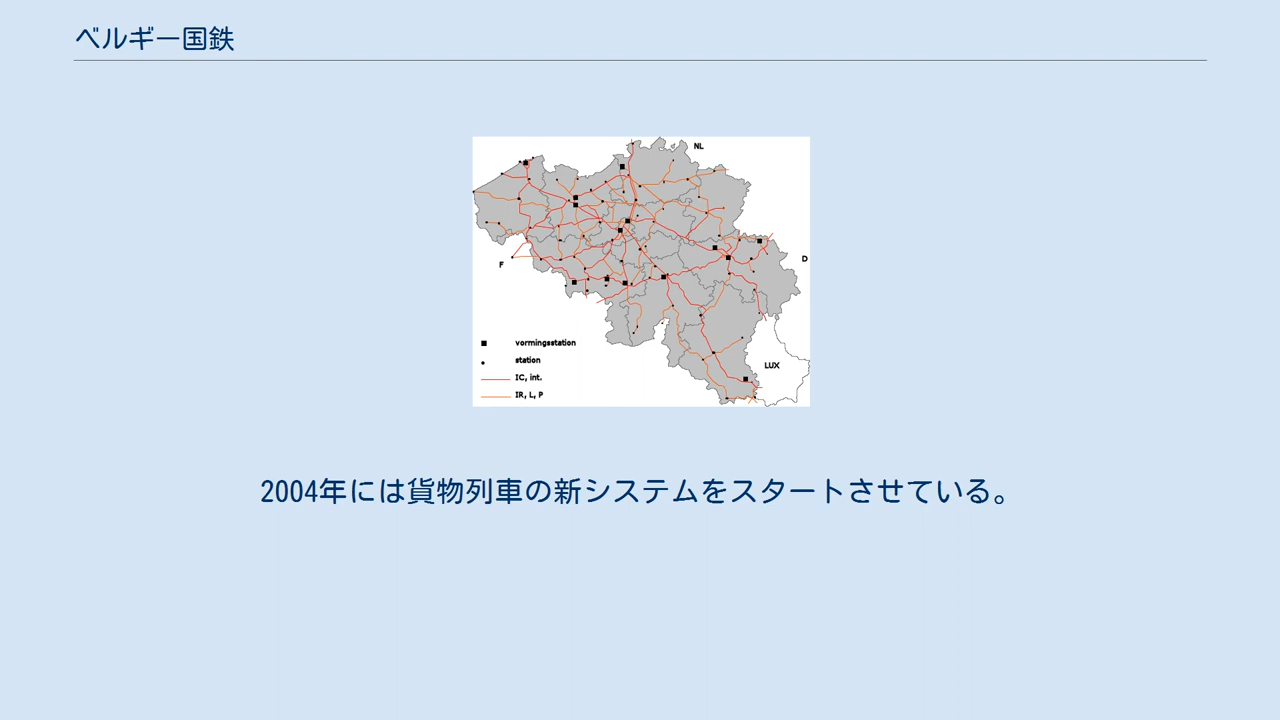 ベルギー国鉄
NL
F
D
vormingsstation
station
LUX
IC, int.
IR, L, P
2004年には貨物列車の新システムをスタートさせている。